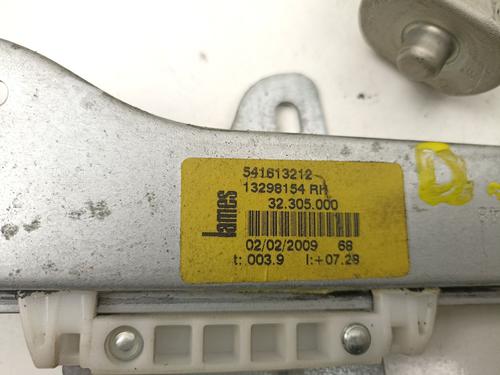 lames
541613212
13298154 RH
32.305.000
02/02/2009 68
t: 003.9 l:+07.28
D